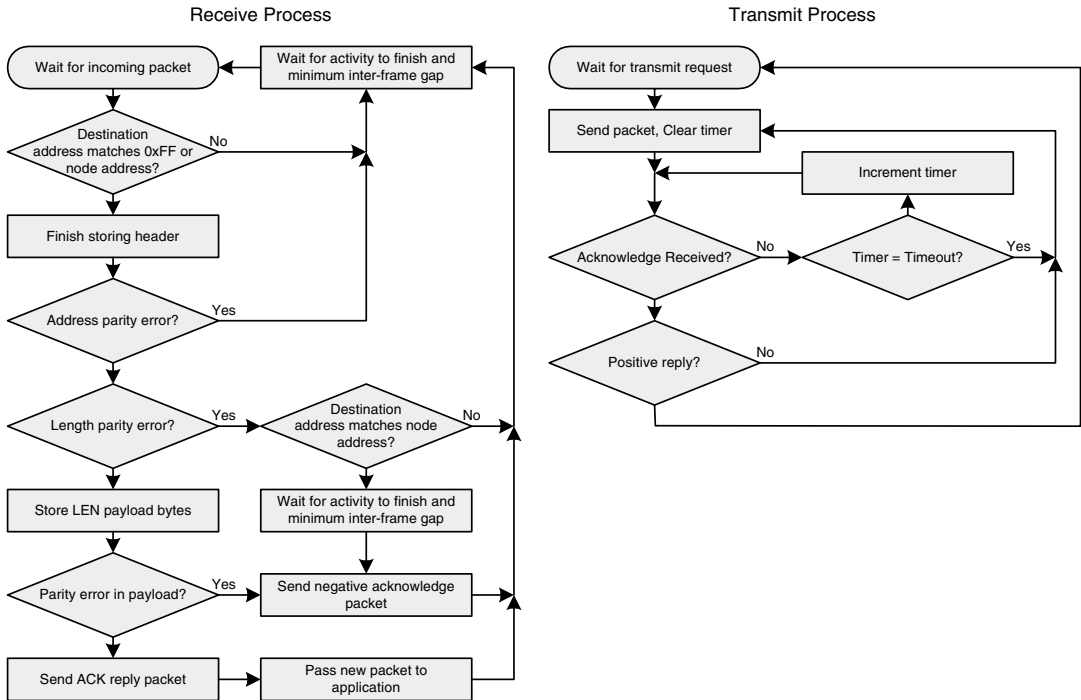 Receive Process
Wait for incoming packet
Wait for activity to finish and
minimum inter-frame gap
Destination
address matches 0xFF or
node address?
No
Finish storing header
Address parity error?
Yes
Length parity error?
Yes
Destination
address matches node
address?
No
Store LEN payload bytes
Wait for activity to finish and
minimum inter-frame gap
Parity error in payload?
Yes
Send negative acknowledge
packet
Send ACK reply packet
Pass new packet to
application
Transmit Process
Wait for transmit request
Send packet, Clear timer
Increment timer
Acknowledge Received?
No
Timer = Timeout?
Yes
Positive reply?
No